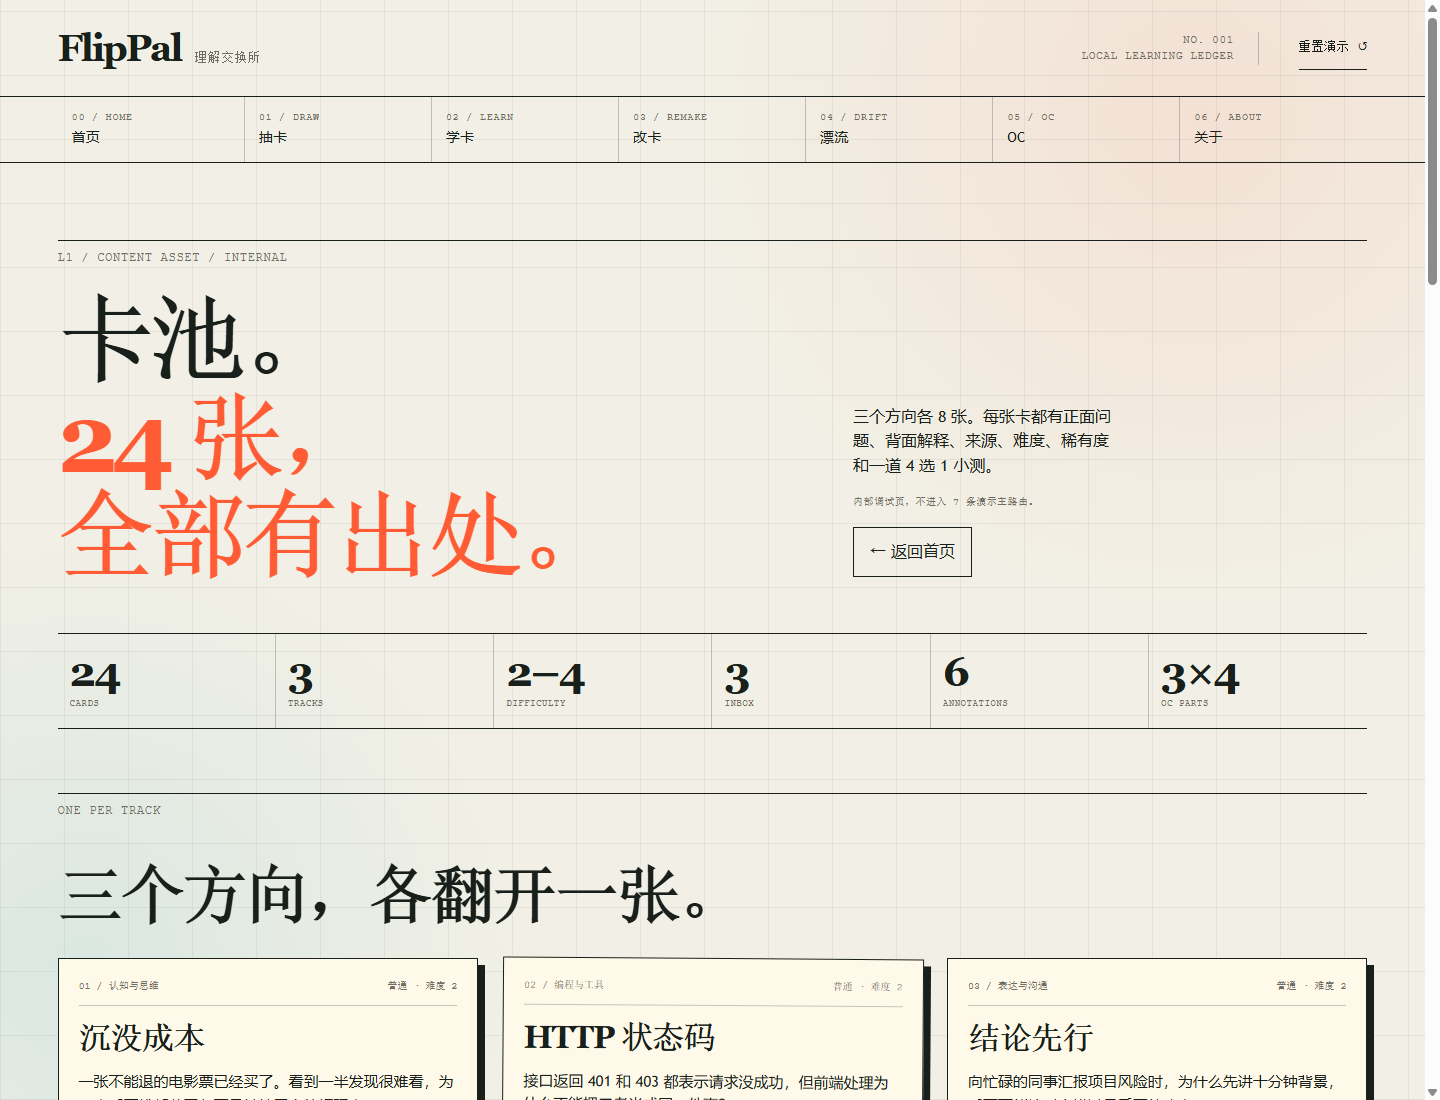 FlipPal 理解交换所
NO. 001
LOCAL LEARNING LEDGER
重置演示 ↺
00 / HOME
首页
01 / DRAW
抽卡
02 / LEARN
学卡
03 / REMAKE
改卡
04 / DRIFT
漂流
05 / OC
OC
06 / ABOUT
关于
L1 / CONTENT ASSET / INTERNAL
卡池。
24 张，
全部有出处。
三个方向各 8 张。每张卡都有正面问
题、背面解释、来源、难度、稀有度
和一道 4 选 1 小测。
内部调试页，不进入 7 条演示主路由。
← 返回首页
24
CARDS
3
TRACKS
2–4
DIFFICULTY
3
INBOX
6
ANNOTATIONS
3×4
OC PARTS
ONE PER TRACK
三个方向，各翻开一张。
01 / 认知与思维
普通 · 难度 2
沉没成本
一张不能退的电影票已经买了。看到一半发现很难看，为
02 / 编程与工具
普通 · 难度 2
HTTP 状态码
接口返回 401 和 403 都表示请求没成功，但前端处理为
03 / 表达与沟通
普通 · 难度 2
结论先行
向忙碌的同事汇报项目风险时，为什么先讲十分钟背景，